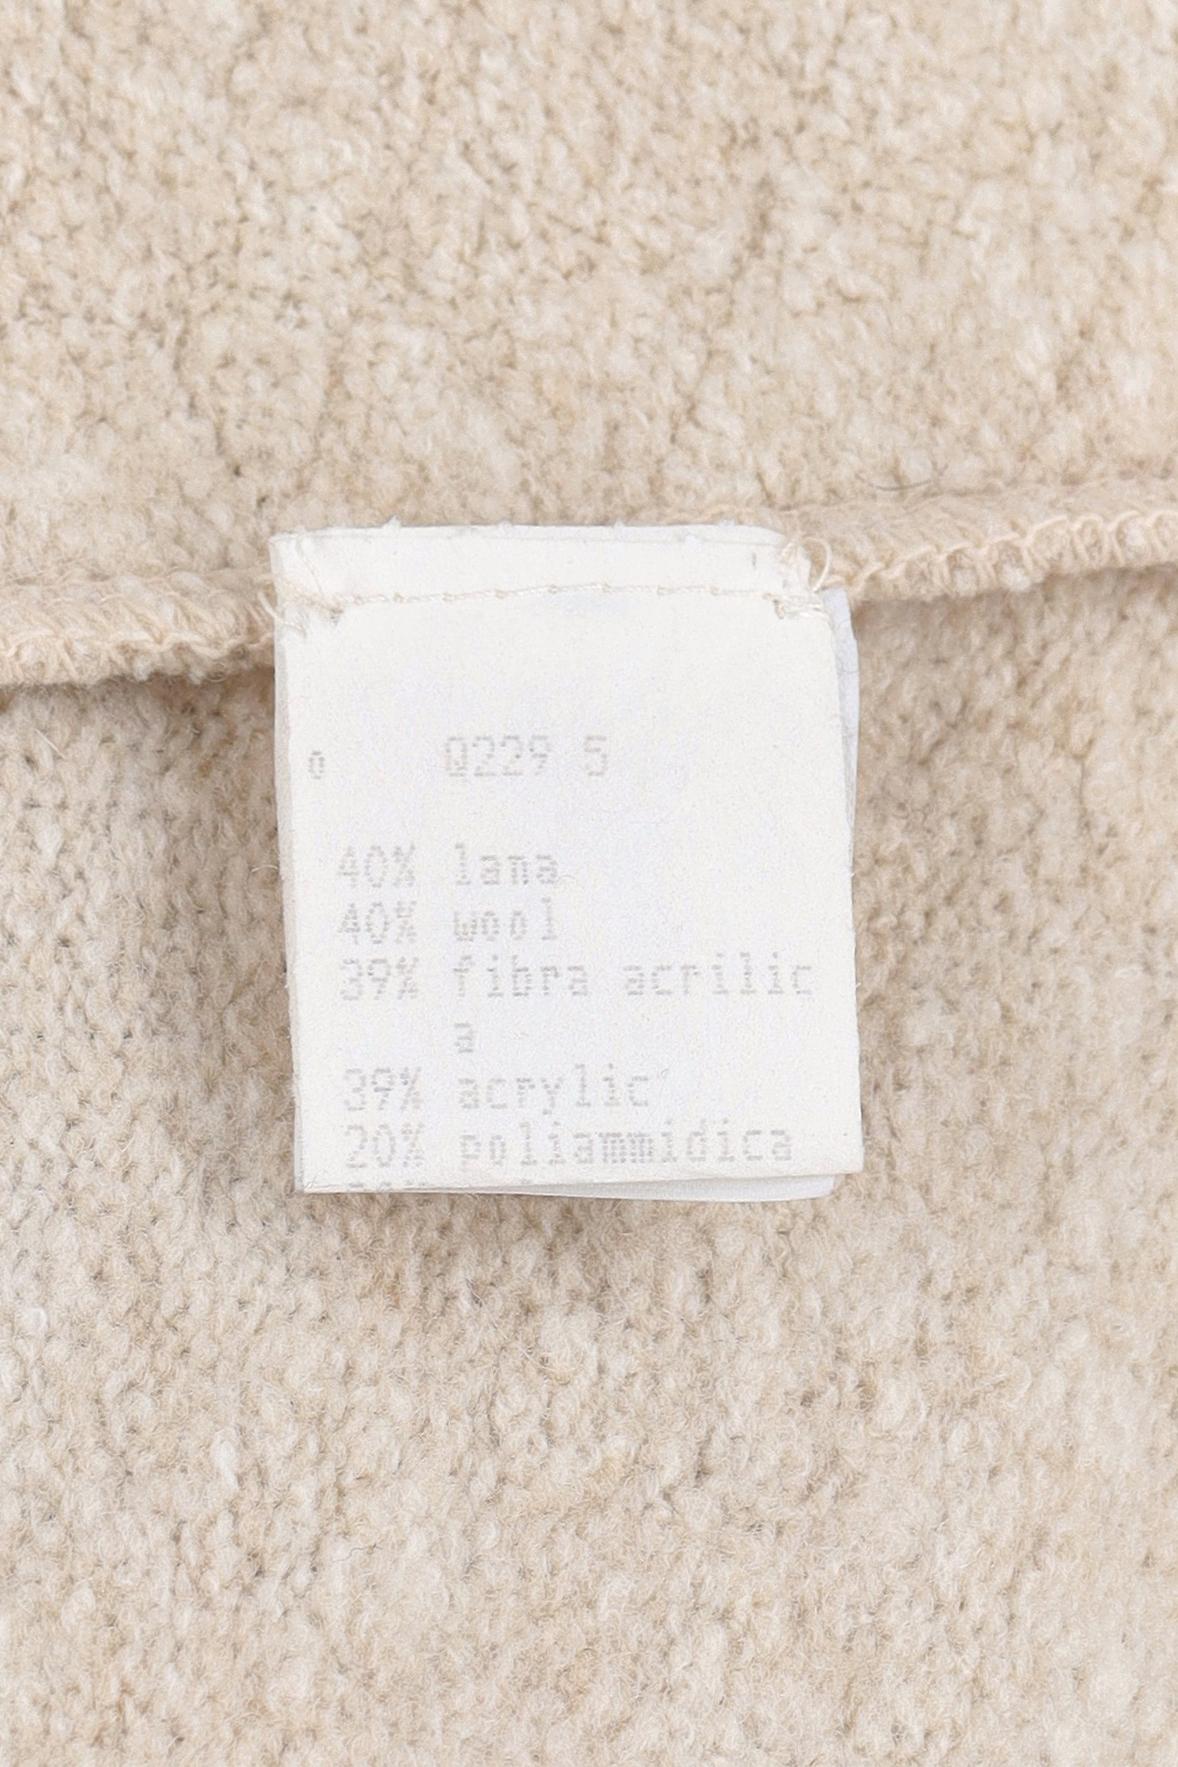 0 Q229 5
40% lana
40% wool
39% fibra acrilic
a
39% acrylic
20% poliammidica